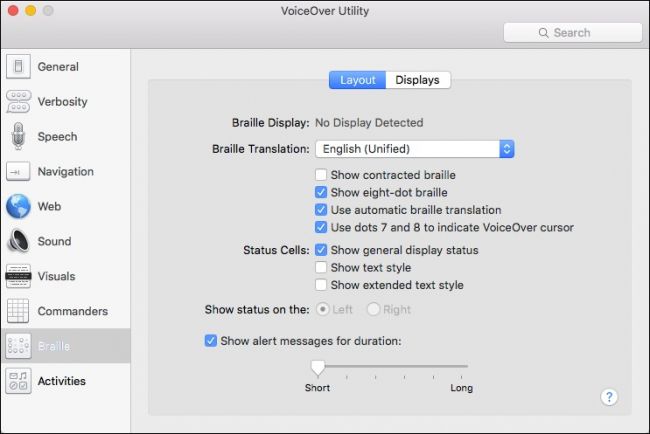 VoiceOver Utility
Search
General
Verbosity
Speech
Navigation
Web
Sound
Visuals
Commanders
Braille
Activities
Layout Displays
Braille Display: No Display Detected
Braille Translation: English (Unified)
Show contracted braille
Show eight-dot braille
Use automatic braille translation
Use dots 7 and 8 to indicate VoiceOver cursor
Status Cells: Show general display status
Show text style
Show extended text style
Show status on the: Left Right
Show alert messages for duration:
Short Long
?